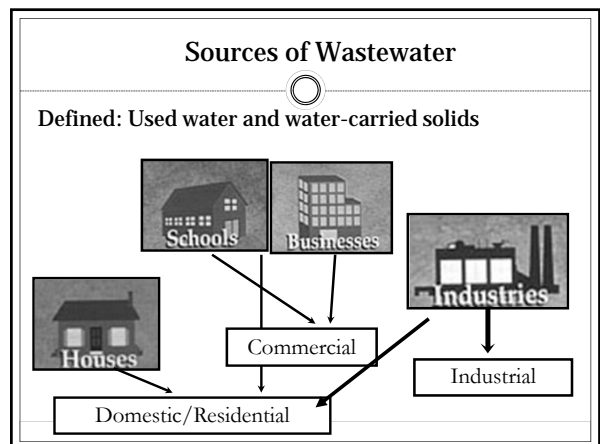 Sources of Wastewater
Defined: Used water and water-carried solids
Schools
Businesses
Industries
Houses
Commercial
Industrial
Domestic/Residential